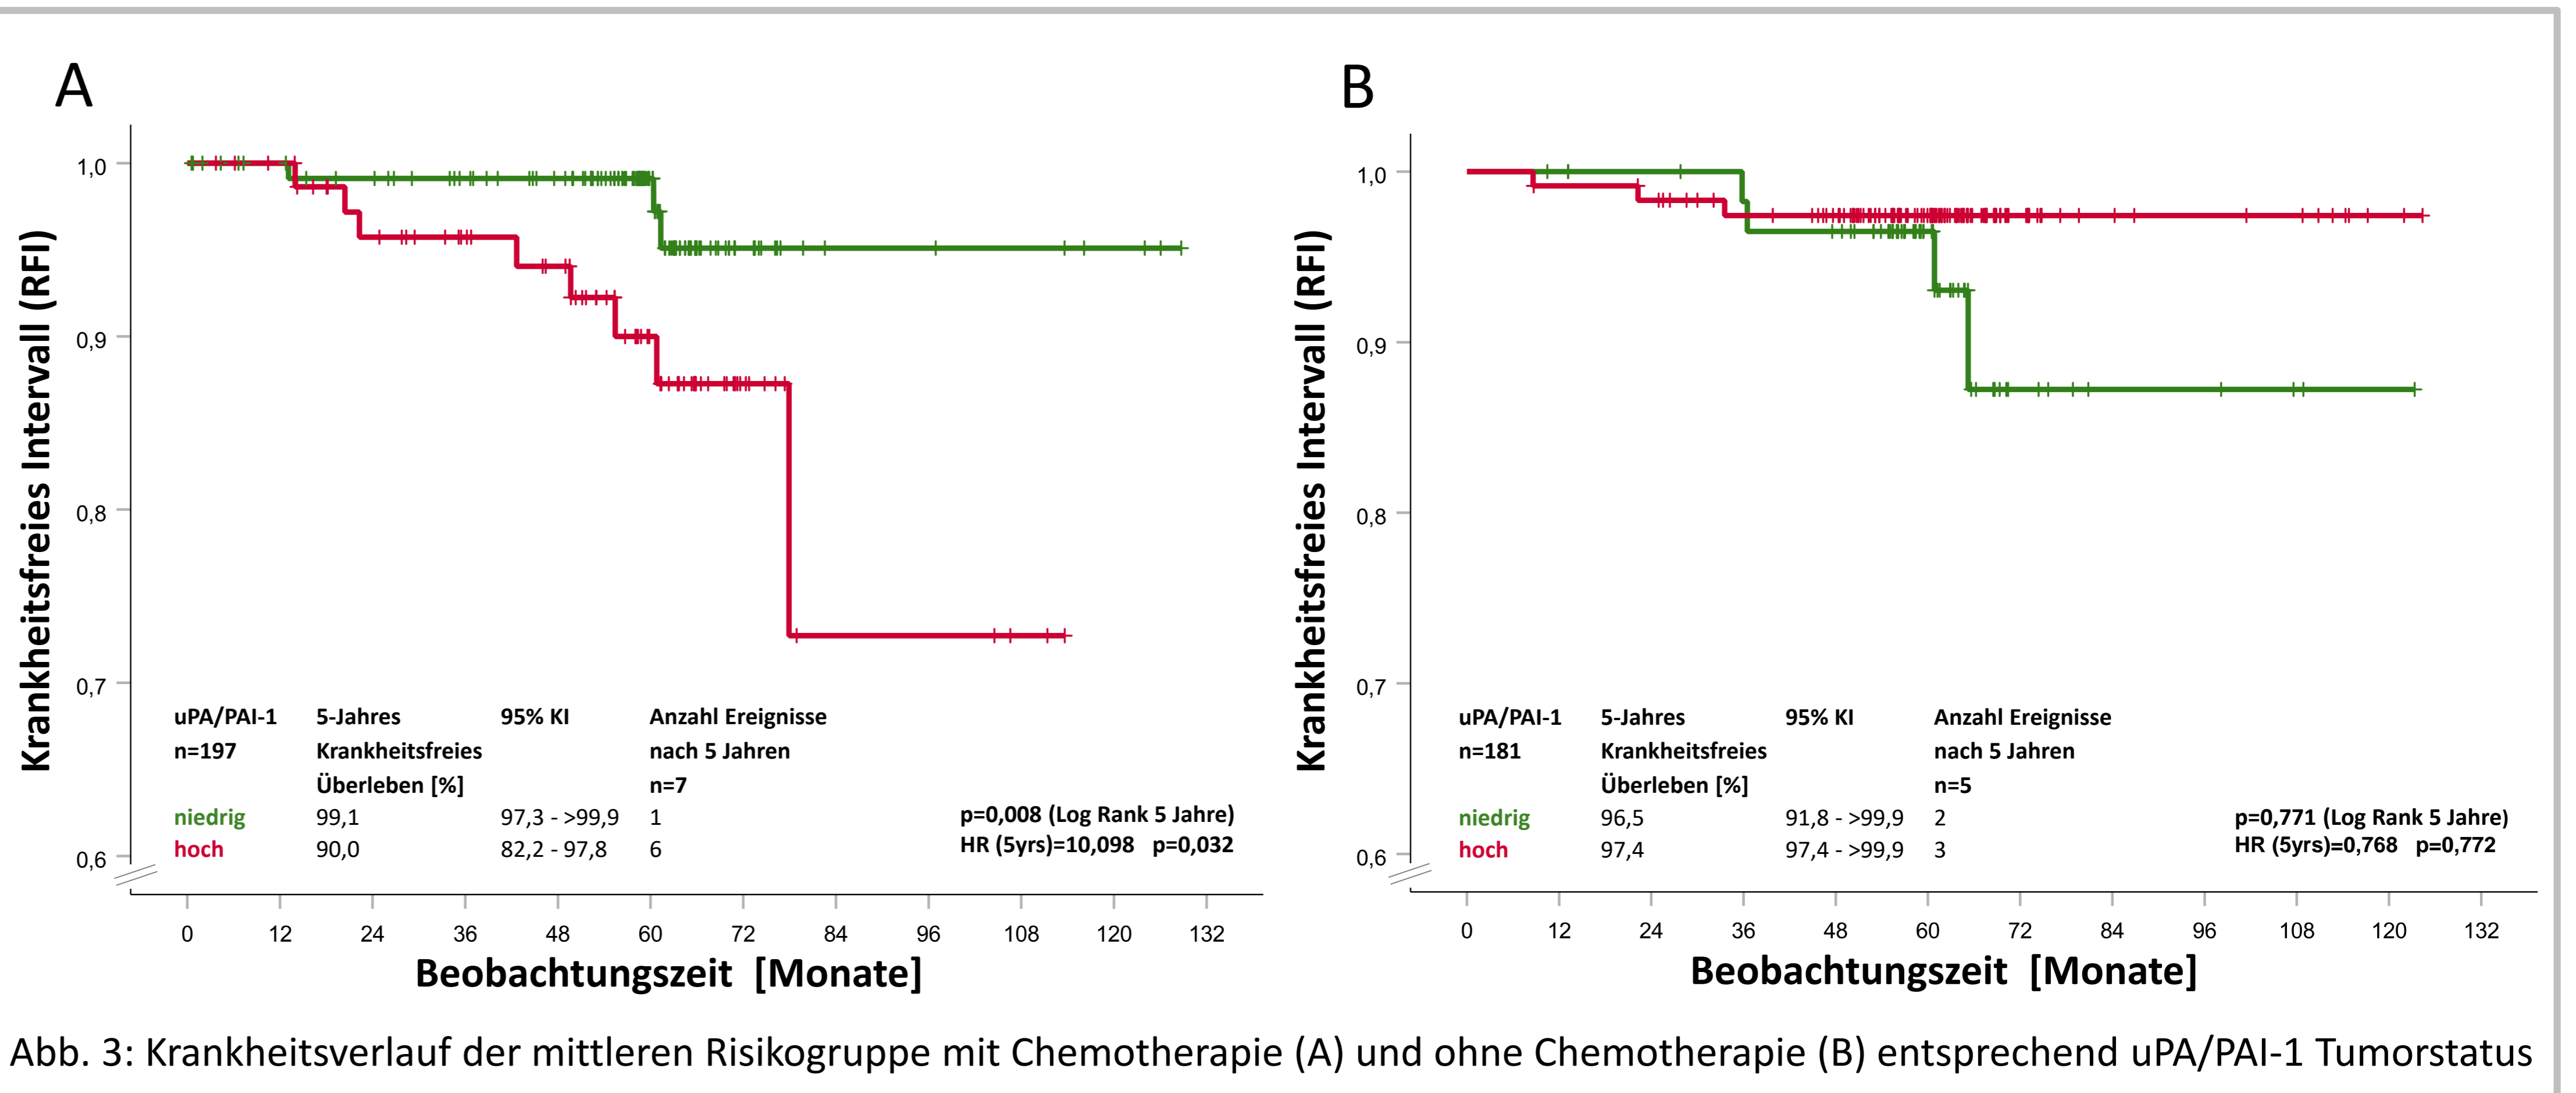 A
Krankheitsfreies Intervall (RFI)
1,0
0,9
0,8
0,7
0,6
uPA/PAI-1 5-Jahres 95% KI Anzahl Ereignisse
n=197 Krankheitsfreies nach 5 Jahren
Überleben [%] n=7
niedrig 99,1 97,3 - >99,9 1
hoch 90,0 82,2 - 97,8 6
p=0,008 (Log Rank 5 Jahre)
HR (5yrs)=10,098 p=0,032
0 12 24 36 48 60 72 84 96 108 120 132
Beobachtungszeit [Monate]
B
Krankheitsfreies Intervall (RFI)
1,0
0,9
0,8
0,7
0,6
uPA/PAI-1 5-Jahres 95% KI Anzahl Ereignisse
n=181 Krankheitsfreies nach 5 Jahren
Überleben [%] n=5
niedrig 96,5 91,8 - >99,9 2
hoch 97,4 97,4 - >99,9 3
p=0,771 (Log Rank 5 Jahre)
HR (5yrs)=0,768 p=0,772
0 12 24 36 48 60 72 84 96 108 120 132
Beobachtungszeit [Monate]
Abb. 3: Krankheitsverlauf der mittleren Risikogruppe mit Chemotherapie (A) und ohne Chemotherapie (B) entsprechend uPA/PAI-1 Tumorstatus